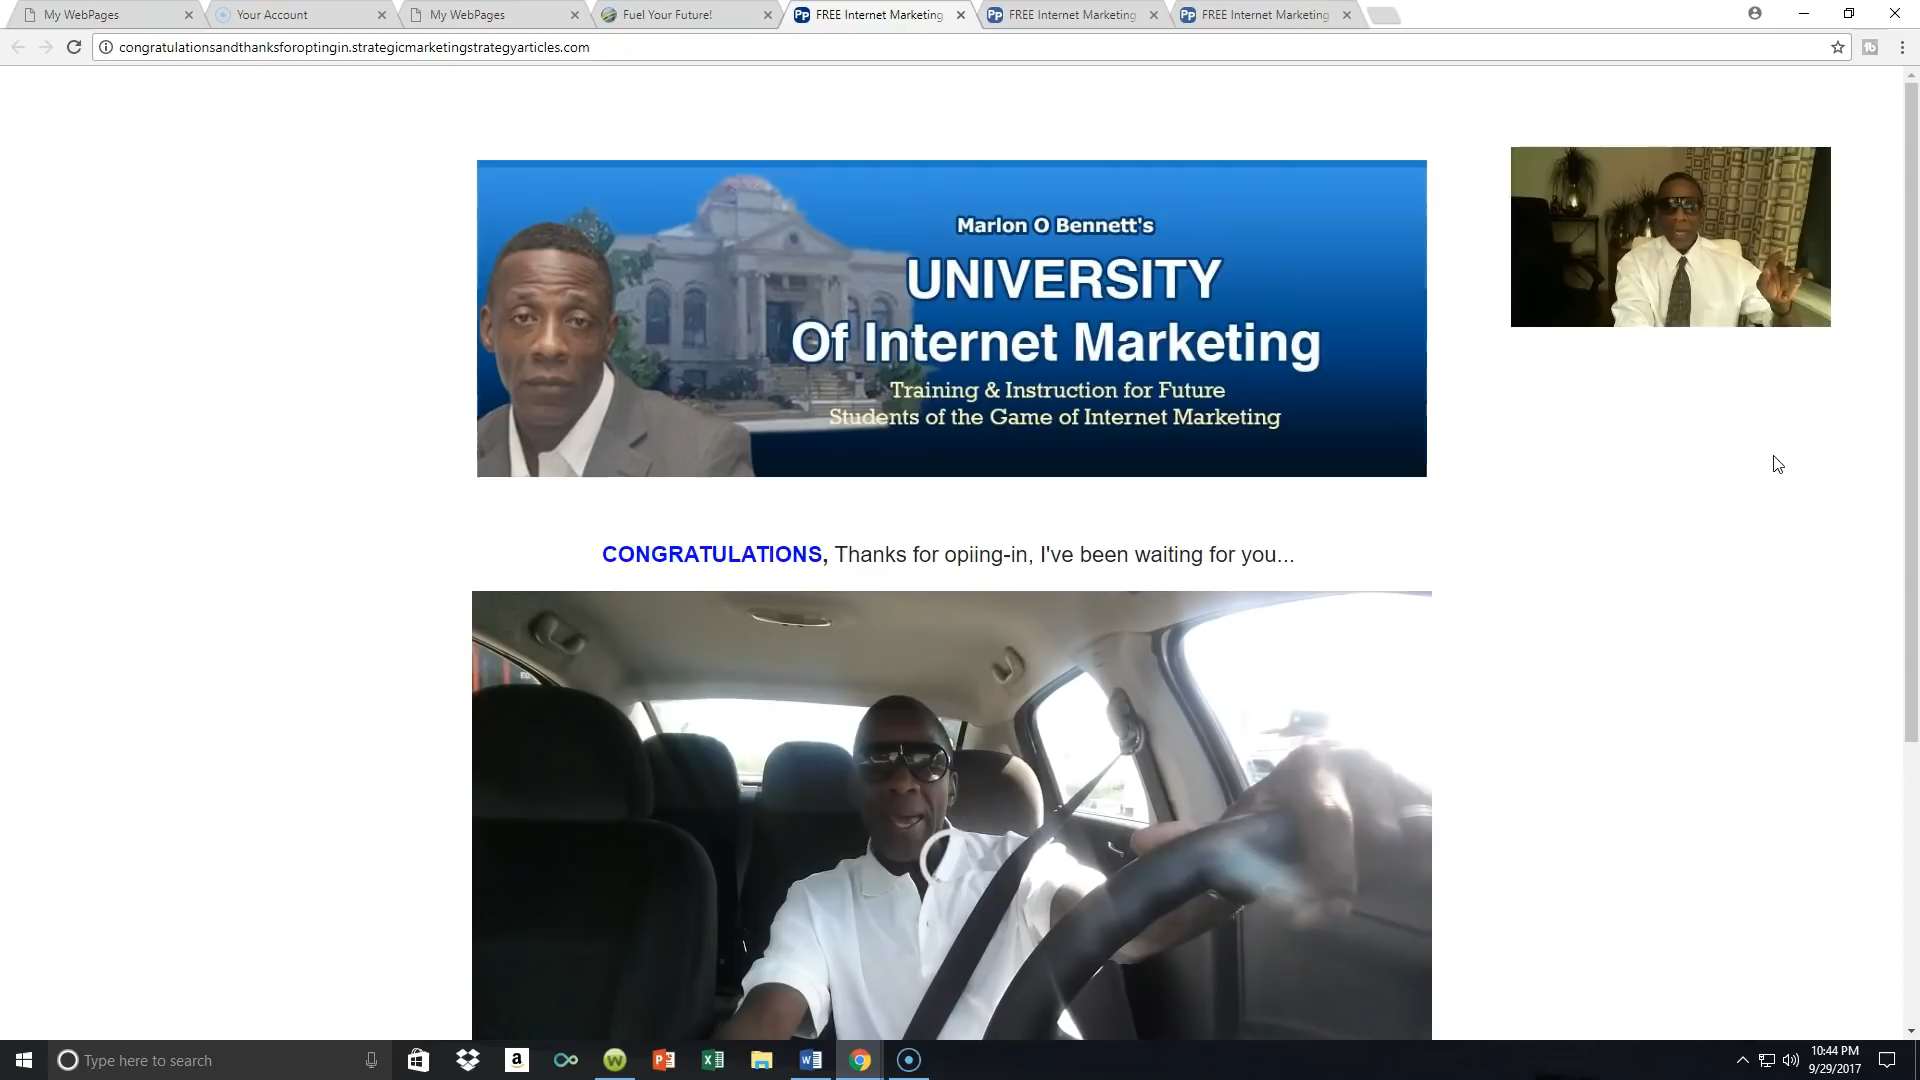 My WebPages
Your Account
My WebPages
Fuel Your Future!
FREE Internet Marketing
FREE Internet Marketing
FREE Internet Marketing
congratulationsandthanksforoptingin.strategicmarketingstrategyarticles.com
Marlon O Bennett's
UNIVERSITY
Of Internet Marketing
Training & Instruction for Future
Students of the Game of Internet Marketing
CONGRATULATIONS, Thanks for opiing-in, I've been waiting for you...
Type here to search
10:44 PM
9/29/2017